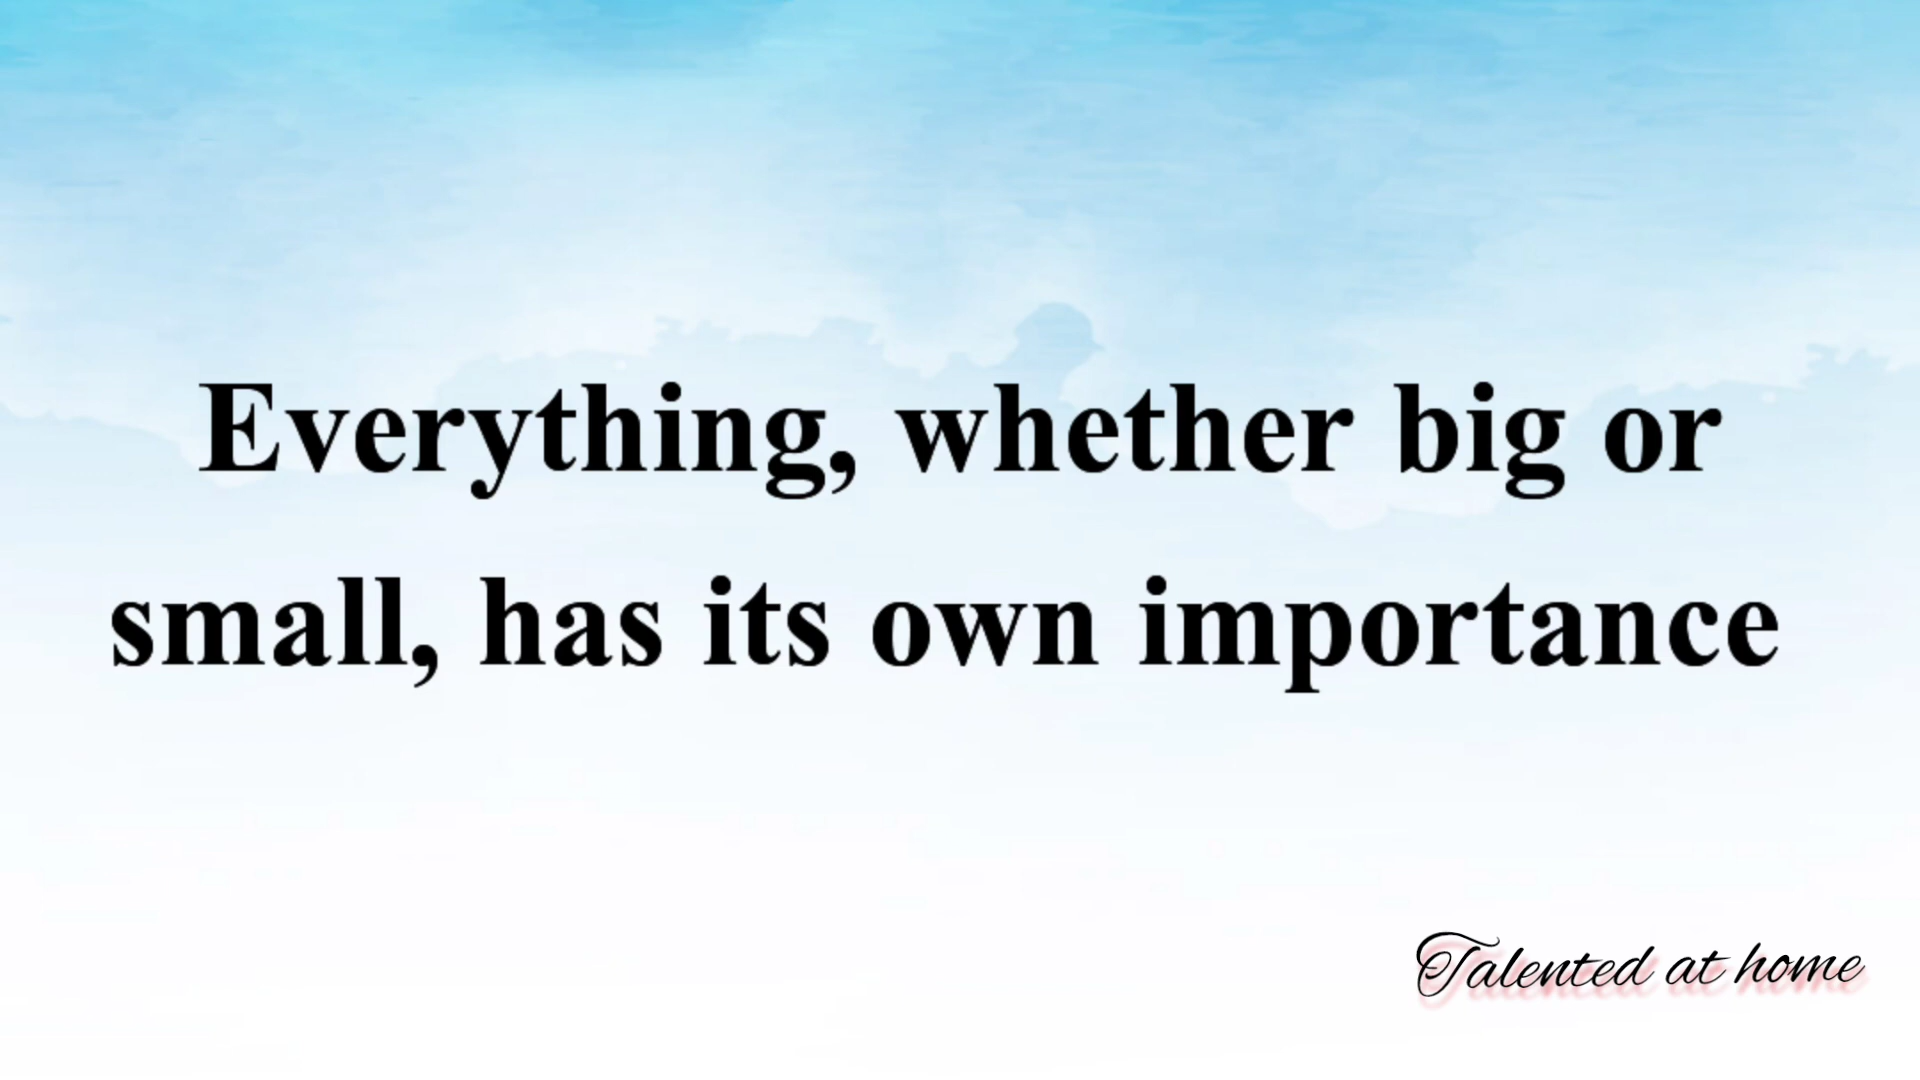 Everything, whether big or
small, has its own importance
Talented at home